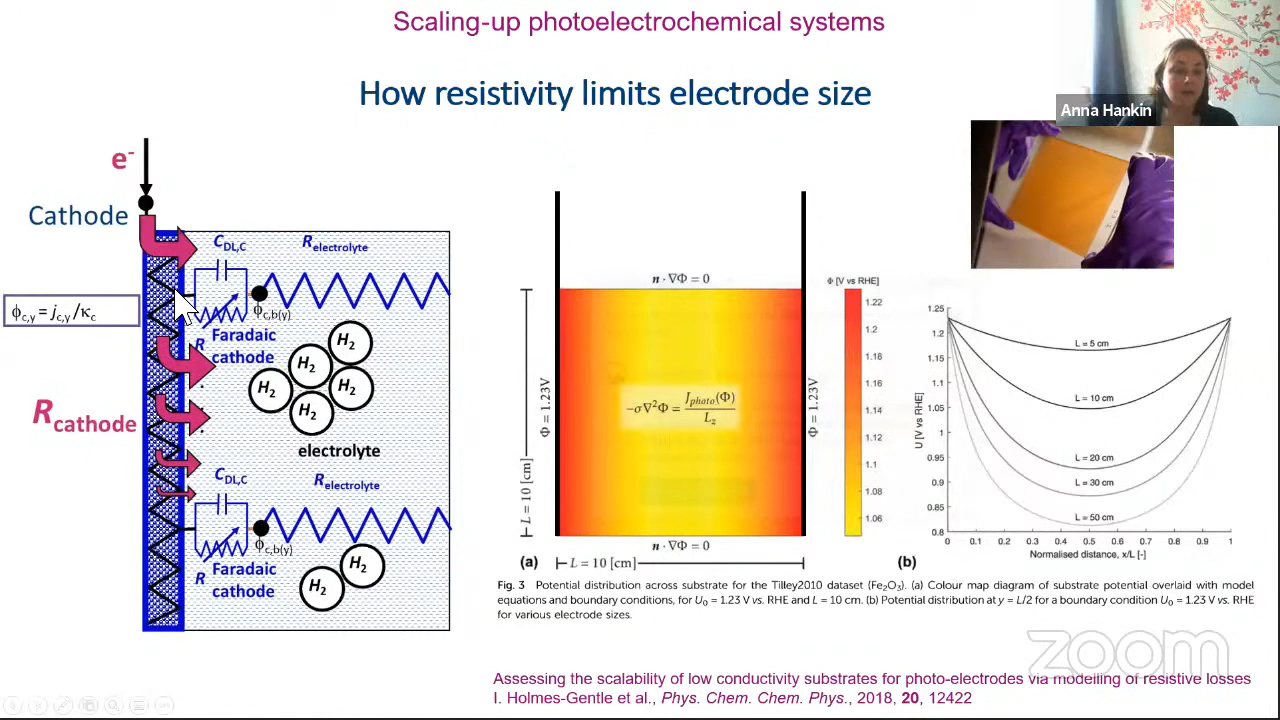 Scaling-up photoelectrochemical systems
How resistivity limits electrode size
Anna Hankin
e-
Cathode
C_DL,C
R_electrolyte
ϕ_c,y = j_c,y/κ_c
ϕ_c,b(y)
R Faradaic
cathode
H2
H2
H2
H2
H2
R_cathode
electrolyte
C_DL,C
R_electrolyte
ϕ_c,b(y)
R Faradaic
cathode
H2
H2
n · ∇Φ = 0
Φ = 1.23V
-σ∇²Φ = J_photo(Φ) / L_z
Φ = 1.23V
L = 10 [cm]
n · ∇Φ = 0
(a)
L = 10 [cm]
Φ [V vs RHE]
1.22
1.2
1.18
1.16
1.14
1.12
1.1
1.08
1.06
U [V vs RHE]
1.25
1.2
1.15
1.1
1.05
1
0.95
0.9
0.85
0.8
L = 5 cm
L = 10 cm
L = 20 cm
L = 30 cm
L = 50 cm
0 0.1 0.2 0.3 0.4 0.5 0.6 0.7 0.8 0.9 1
Normalised distance, x/L [-]
(b)
Fig. 3 Potential distribution across substrate for the Tilley2010 dataset (Fe2O3). (a) Colour map diagram of substrate potential overlaid with model
equations and boundary conditions, for U0 = 1.23 V vs. RHE and L = 10 cm. (b) Potential distribution at y = L/2 for a boundary condition U0 = 1.23 V vs. RHE
for various electrode sizes.
zoom
Assessing the scalability of low conductivity substrates for photo-electrodes via modelling of resistive losses
I. Holmes-Gentle et al., Phys. Chem. Chem. Phys., 2018, 20, 12422